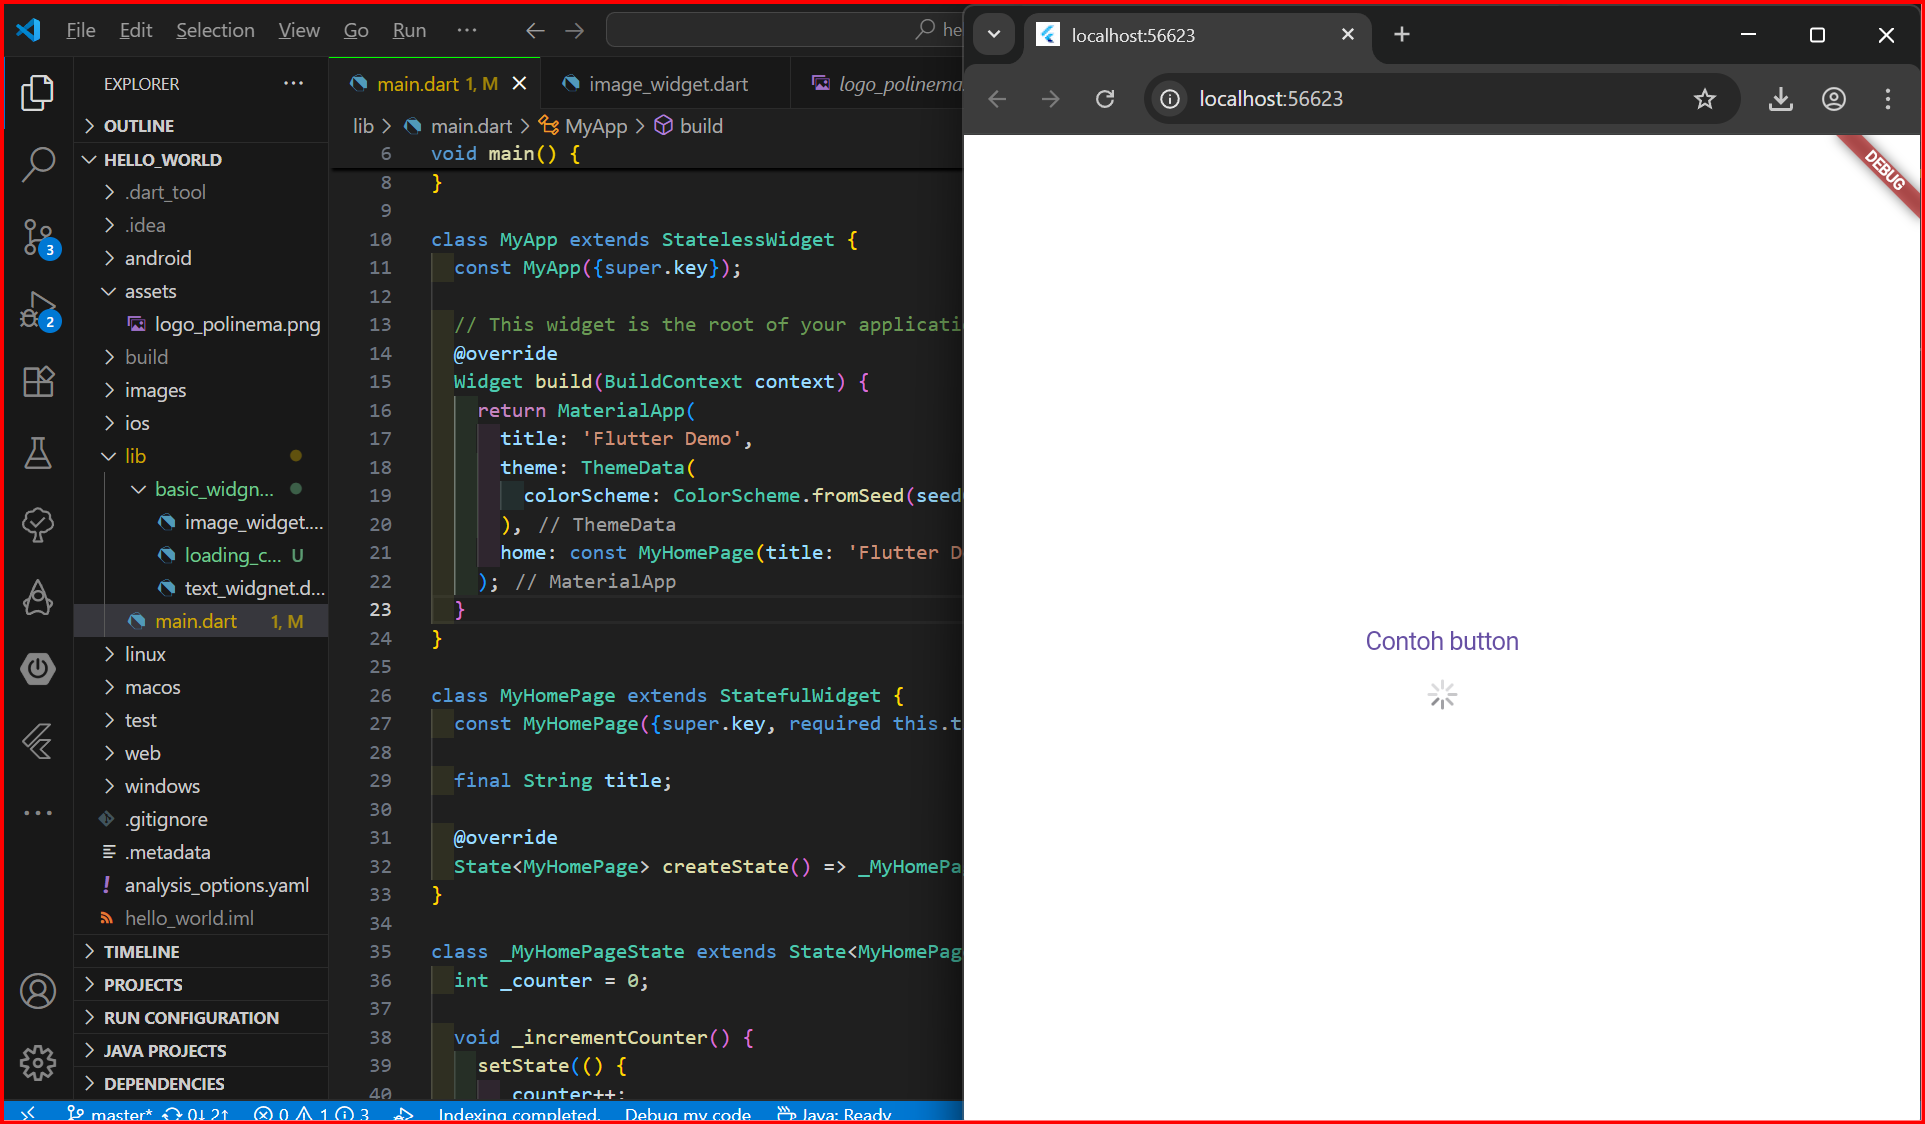 File Edit Selection View Go Run ··· he
EXPLORER ···
OUTLINE
HELLO_WORLD
.dart_tool
.idea
android
assets
logo_polinema.png
build
images
ios
lib
basic_widgn...
image_widget....
loading_c... U
text_widgnet.d...
main.dart 1, M
linux
macos
test
web
windows
.gitignore
.metadata
analysis_options.yaml
hello_world.iml
TIMELINE
PROJECTS
RUN CONFIGURATION
JAVA PROJECTS
DEPENDENCIES
3
2
main.dart 1, M image_widget.dart logo_polinema.
lib > main.dart > MyApp > build
6 void main() {
8 }
9
10 class MyApp extends StatelessWidget {
11 const MyApp({super.key});
12
13 // This widget is the root of your applicati
14 @override
15 Widget build(BuildContext context) {
16 return MaterialApp(
17 title: 'Flutter Demo',
18 theme: ThemeData(
19 colorScheme: ColorScheme.fromSeed(seed
20 ), // ThemeData
21 home: const MyHomePage(title: 'Flutter D
22 ); // MaterialApp
23 }
24 }
25
26 class MyHomePage extends StatefulWidget {
27 const MyHomePage({super.key, required this.t
28
29 final String title;
30
31 @override
32 State<MyHomePage> createState() => _MyHomePa
33 }
34
35 class _MyHomePageState extends State<MyHomePag
36 int _counter = 0;
37
38 void _incrementCounter() {
39 setState(() {
40 counter++;
master* 0↓ 2↑ 0 1 3 Indexing completed. Debug my code Java: Ready
localhost:56623
localhost:56623
DEBUG
Contoh button